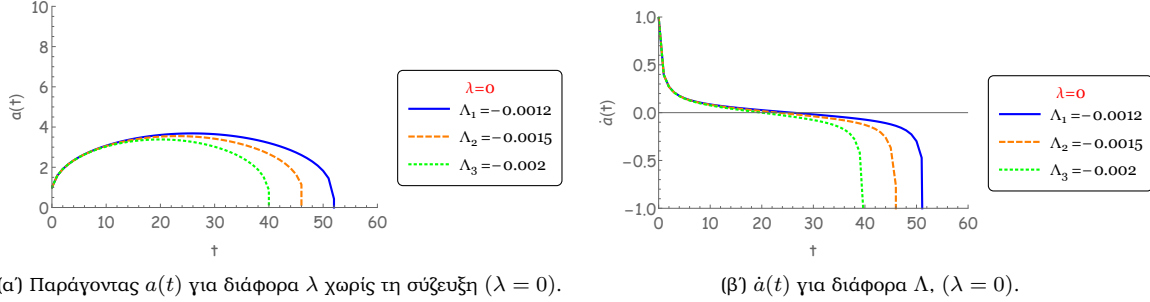 10
8
6
4
2
0
a(t)
0 10 20 30 40 50 60
t
λ=0
Λ₁=-0.0012
Λ₂=-0.0015
Λ₃=-0.002
1.0
0.5
0.0
-0.5
-1.0
ȧ(t)
0 10 20 30 40 50 60
t
λ=0
Λ₁=-0.0012
Λ₂=-0.0015
Λ₃=-0.002
(αʹ) Παράγοντας a(t) για διάφορα λ χωρίς τη σύζευξη (λ = 0).
(βʹ) ȧ(t) για διάφορα Λ, (λ = 0).